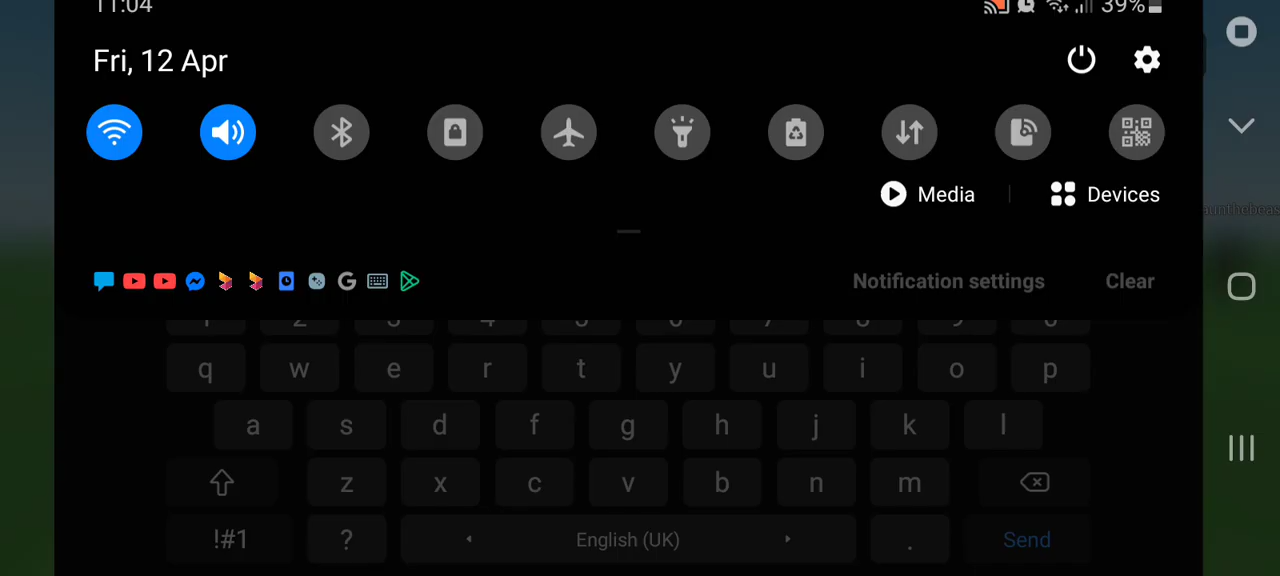 11:04
39%
Fri, 12 Apr
Media
Devices
Notification settings
Clear
q w e r t y u i o p
a s d f g h j k l
z x c v b n m
!#1 ? English (UK) . Send